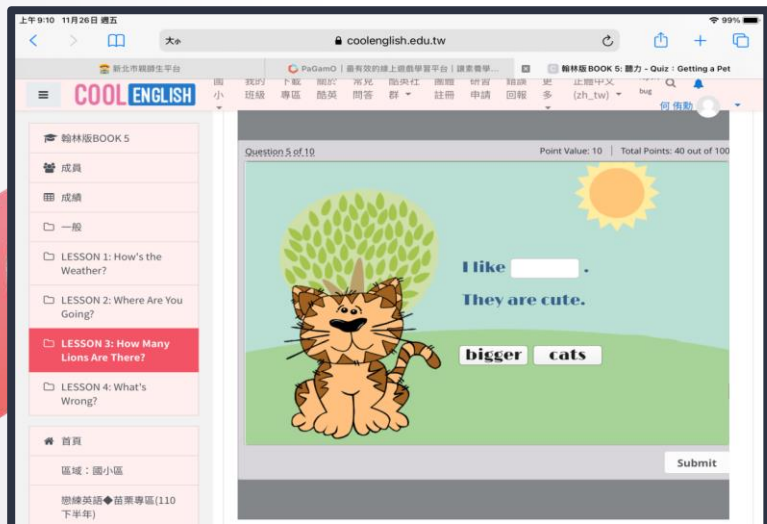 上午9:10 11月26日 週五
99%
大小
coolenglish.edu.tw
新北市親師生平台
PaGamO | 最有效的線上遊戲學習平台 | 讓素養學...
翰林版 BOOK 5: 聽力 - Quiz : Getting a Pet
COOL ENGLISH
國小
我的班級
下載專區
關於酷英
常見問答
酷英社群
團體註冊
研習申請
錯誤回報
更多
正體中文 (zh_tw)
bug
翰林版BOOK 5
成員
成績
一般
LESSON 1: How's the
Weather?
LESSON 2: Where Are You
Going?
LESSON 3: How Many
Lions Are There?
LESSON 4: What's
Wrong?
首頁
區域：國小區
戀練英語◆苗栗專區(110
下半年)
Question 5 of 10
Point Value: 10 | Total Points: 40 out of 100
I like .
They are cute.
bigger cats
Submit